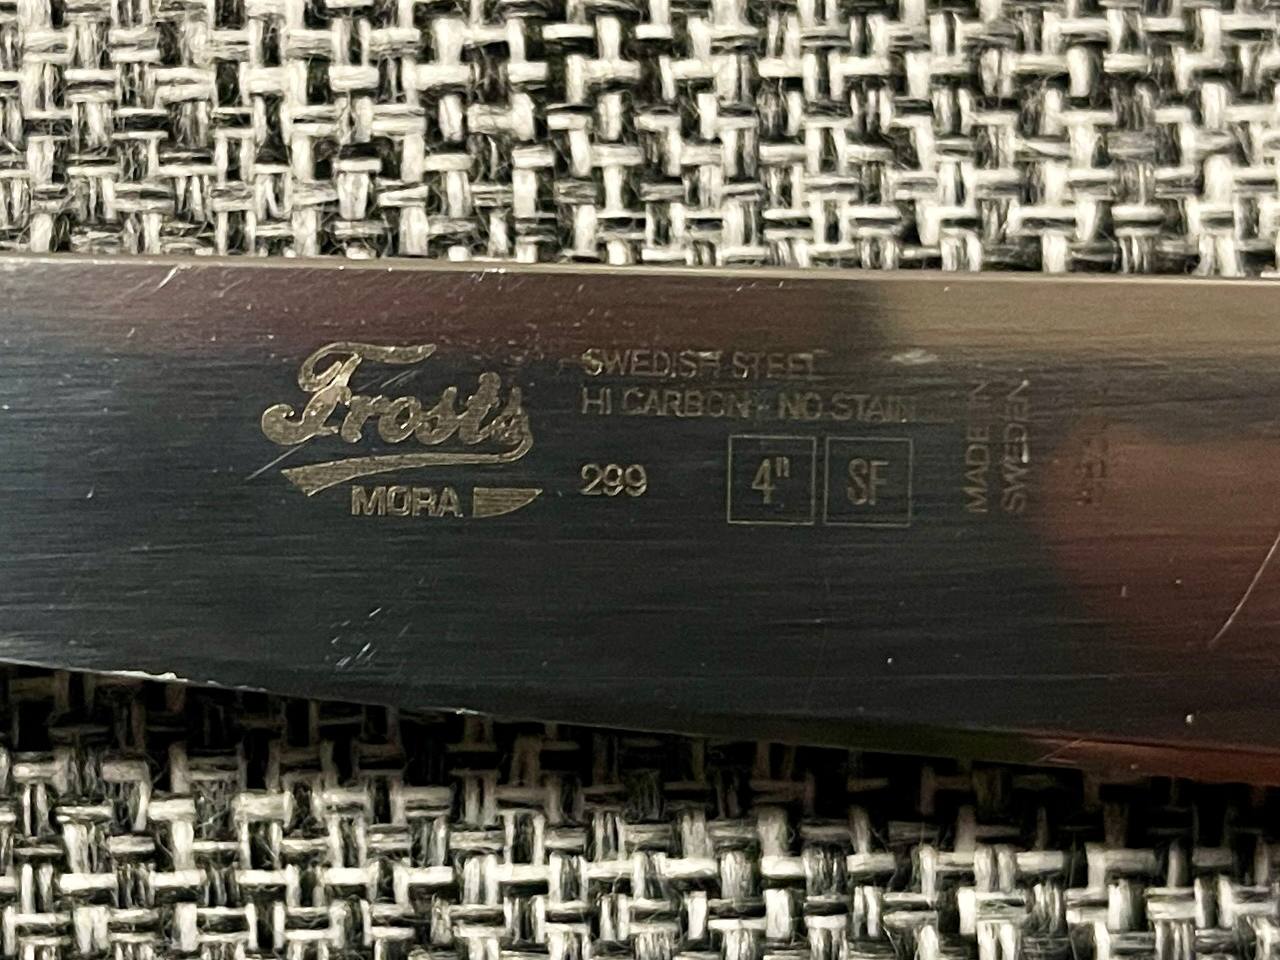 Frosts
MORA
SWEDISH STEEL
HI CARBON - NO STAIN
299
4" SF
MADE IN
SWEDEN